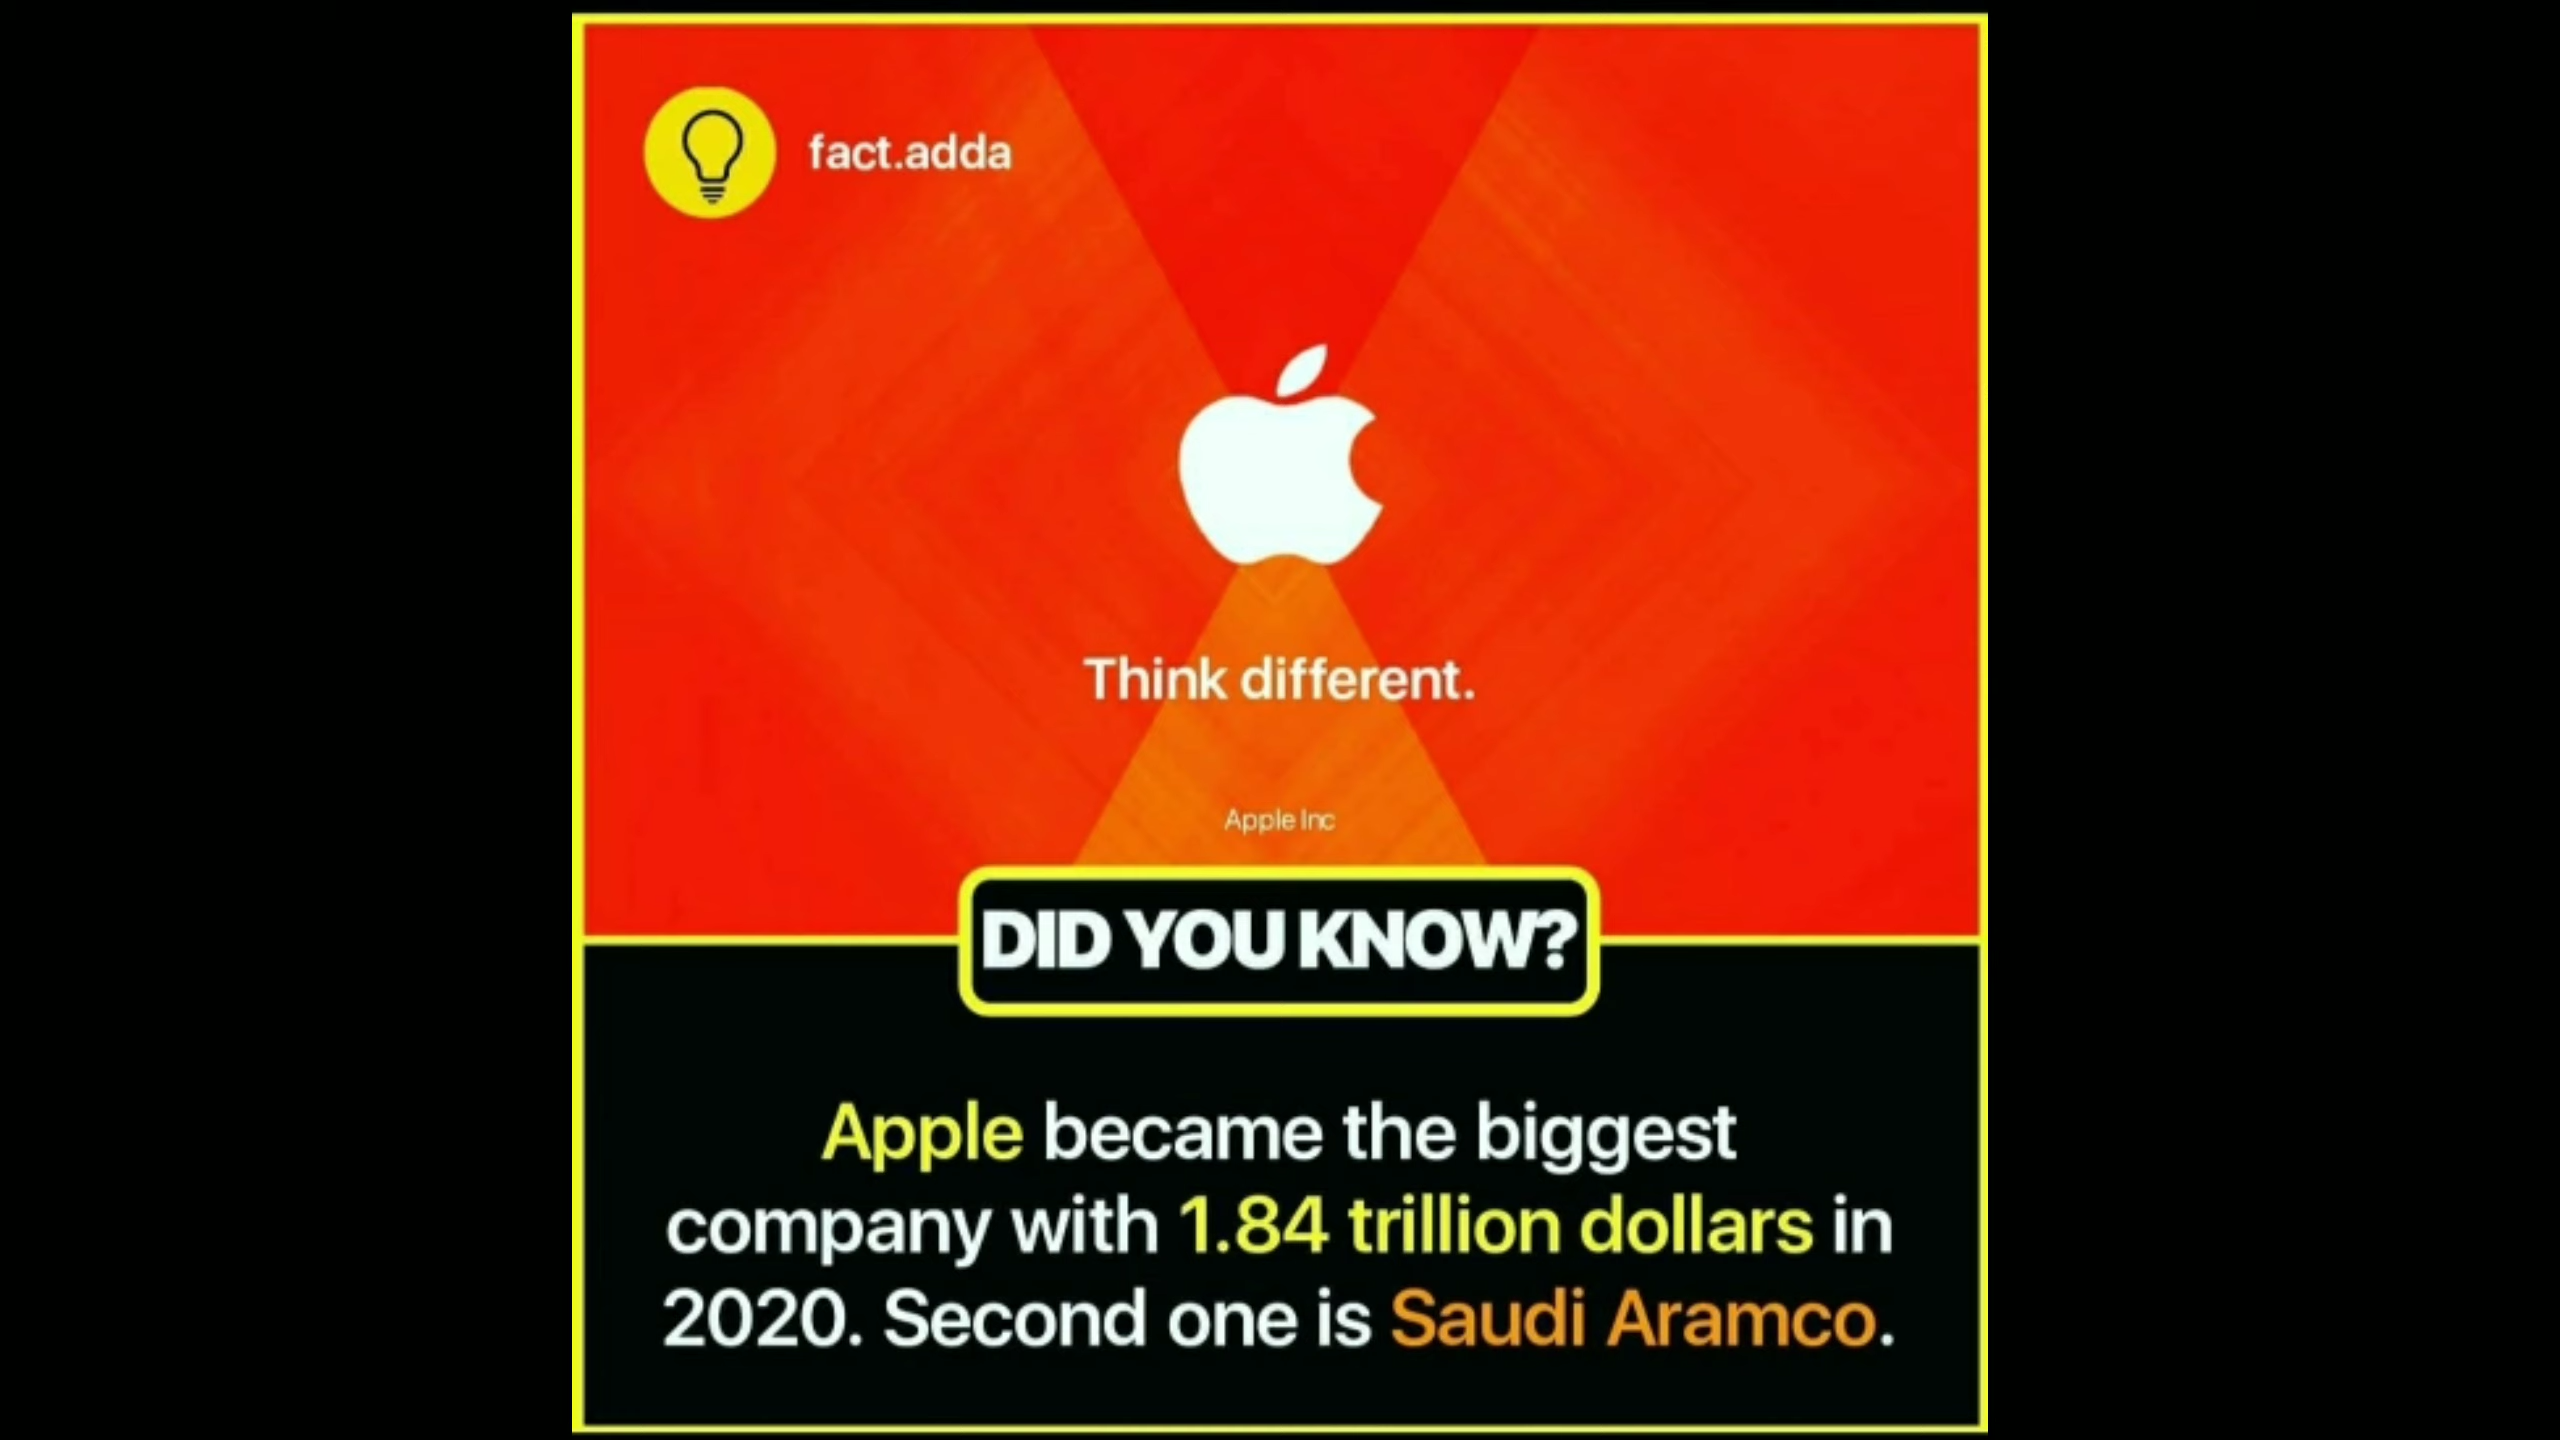 fact.adda
Think different.
Apple Inc
DID YOU KNOW?
Apple became the biggest
company with 1.84 trillion dollars in
2020. Second one is Saudi Aramco.